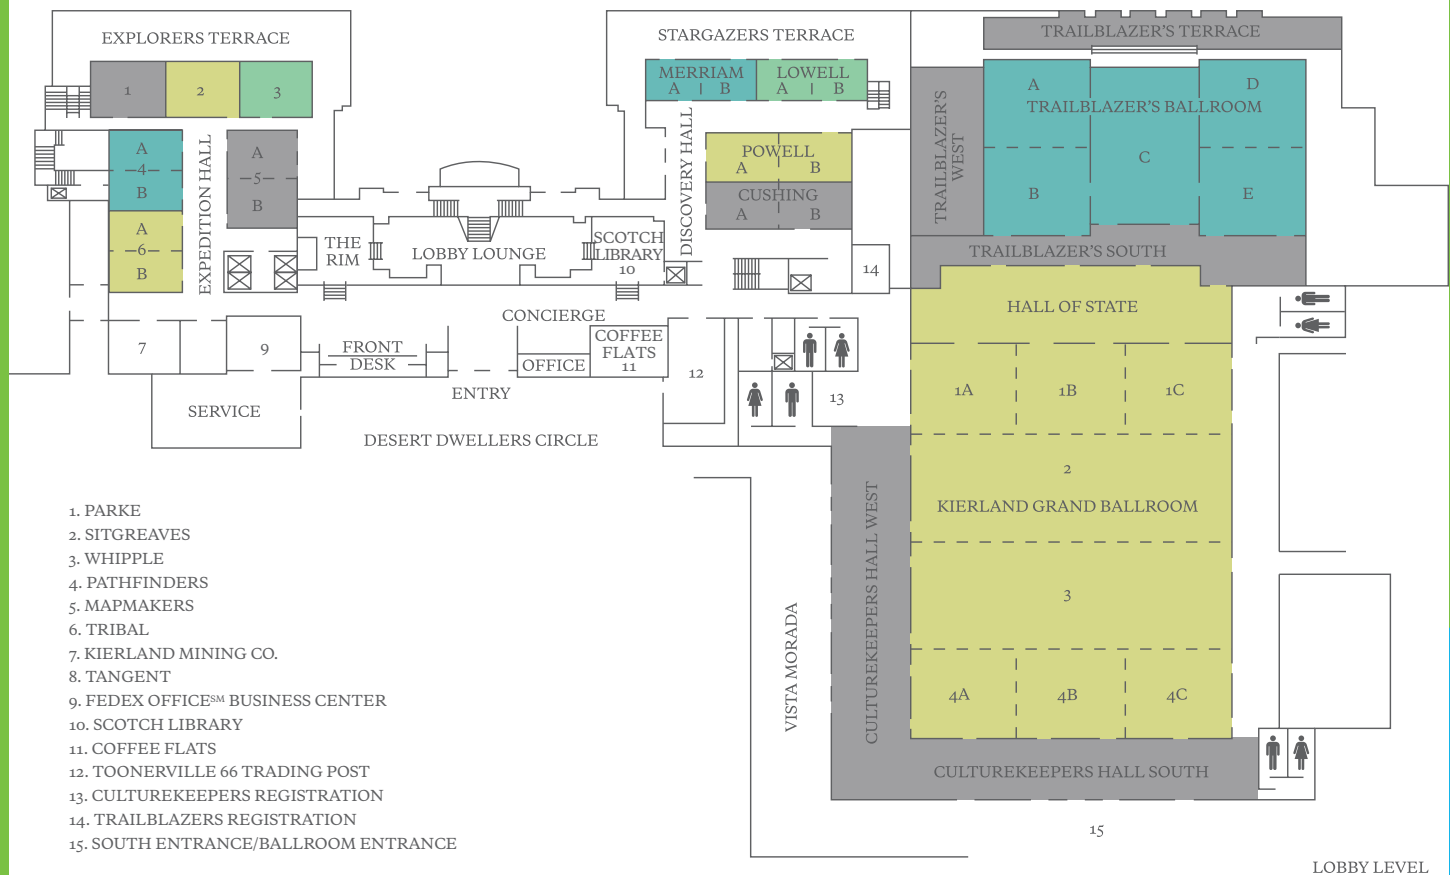 EXPLORERS TERRACE
1
2
3
A
4
B
A
6
B
EXPEDITION HALL
A
5
B
STARGAZERS TERRACE
MERRIAM
A | B
LOWELL
A | B
DISCOVERY HALL
POWELL
A B
CUSHING
A B
TRAILBLAZER'S TERRACE
TRAILBLAZER'S
WEST
A
D
TRAILBLAZER'S BALLROOM
C
B
E
TRAILBLAZER'S SOUTH
THE
RIM
LOBBY LOUNGE
SCOTCH
LIBRARY
10
14
7
9
FRONT
DESK
CONCIERGE
OFFICE
COFFEE
FLATS
11
12
13
ENTRY
SERVICE
DESERT DWELLERS CIRCLE
HALL OF STATE
1A
1B
1C
2
KIERLAND GRAND BALLROOM
3
4A
4B
4C
VISTA MORADA
CULTUREKEEPERS HALL WEST
CULTUREKEEPERS HALL SOUTH
15
1. PARKE
2. SITGREAVES
3. WHIPPLE
4. PATHFINDERS
5. MAPMAKERS
6. TRIBAL
7. KIERLAND MINING CO.
8. TANGENT
9. FEDEX OFFICE℠ BUSINESS CENTER
10. SCOTCH LIBRARY
11. COFFEE FLATS
12. TOONERVILLE 66 TRADING POST
13. CULTUREKEEPERS REGISTRATION
14. TRAILBLAZERS REGISTRATION
15. SOUTH ENTRANCE/BALLROOM ENTRANCE
LOBBY LEVEL